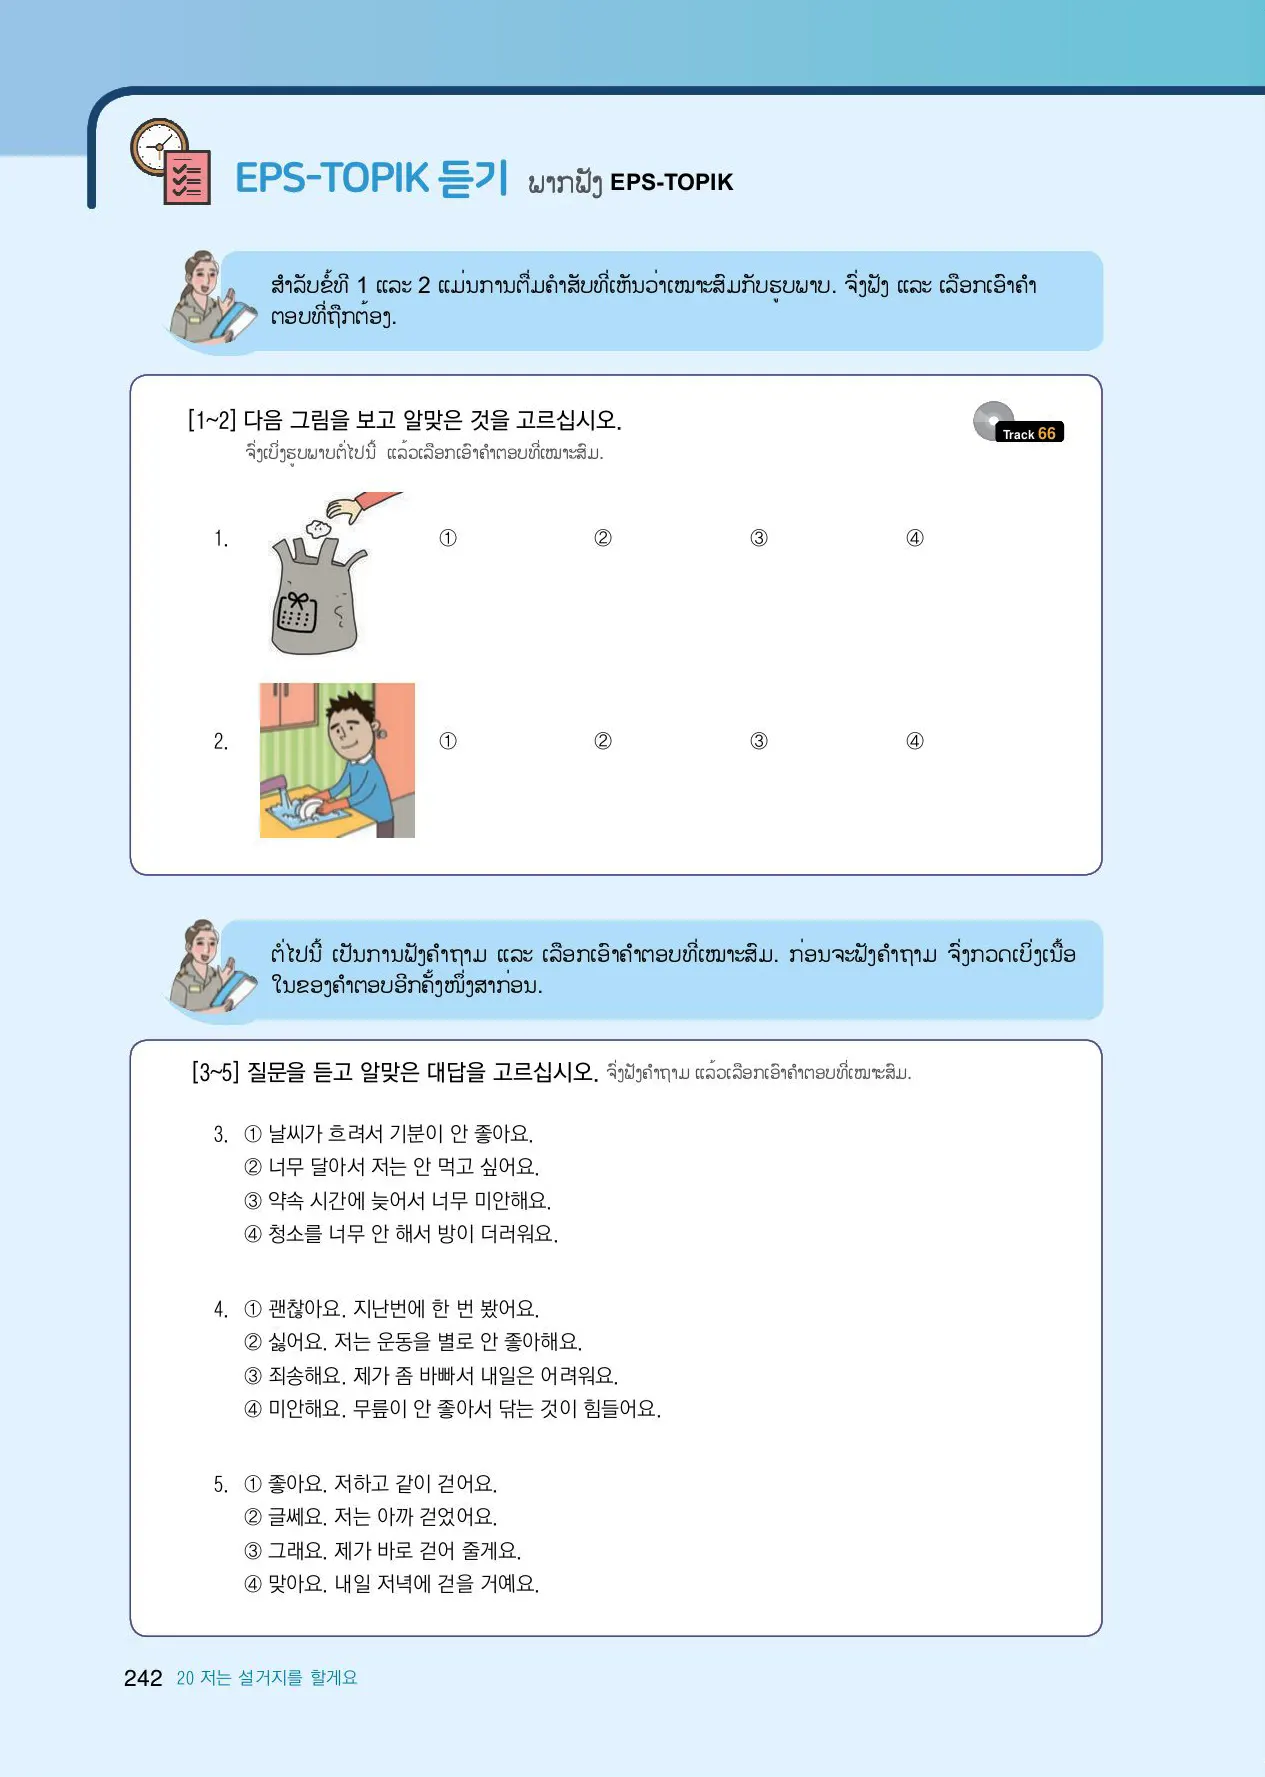 EPS-TOPIK 듣기 ພາກຟັງ EPS-TOPIK
ສຳລັບຂໍ້ທີ 1 ແລະ 2 ແມ່ນການຕື່ມຄຳສັບທີ່ເຫັນວ່າເໝາະສົມກັບຮູບພາບ. ຈົ່ງຟັງ ແລະ ເລືອກເອົາຄຳ
ຕອບທີ່ຖືກຕ້ອງ.
[1~2] 다음 그림을 보고 알맞은 것을 고르십시오.
Track 66
ຈົ່ງເບິ່ງຮູບພາບຕໍ່ໄປນີ້ ແລ້ວເລືອກເອົາຄຳຕອບທີ່ເໝາະສົມ.
1. ① ② ③ ④
2. ① ② ③ ④
ຕໍ່ໄປນີ້ ເປັນການຟັງຄຳຖາມ ແລະ ເລືອກເອົາຄຳຕອບທີ່ເໝາະສົມ. ກ່ອນຈະຟັງຄຳຖາມ ຈົ່ງກວດເບິ່ງເນື້ອ
ໃນຂອງຄຳຕອບອີກຄັ້ງໜຶ່ງສາກ່ອນ.
[3~5] 질문을 듣고 알맞은 대답을 고르십시오. ຈົ່ງຟັງຄຳຖາມ ແລ້ວເລືອກເອົາຄຳຕອບທີ່ເໝາະສົມ.
3. ① 날씨가 흐려서 기분이 안 좋아요.
② 너무 달아서 저는 안 먹고 싶어요.
③ 약속 시간에 늦어서 너무 미안해요.
④ 청소를 너무 안 해서 방이 더러워요.
4. ① 괜찮아요. 지난번에 한 번 봤어요.
② 싫어요. 저는 운동을 별로 안 좋아해요.
③ 죄송해요. 제가 좀 바빠서 내일은 어려워요.
④ 미안해요. 무릎이 안 좋아서 닦는 것이 힘들어요.
5. ① 좋아요. 저하고 같이 걷어요.
② 글쎄요. 저는 아까 걷었어요.
③ 그래요. 제가 바로 걷어 줄게요.
④ 맞아요. 내일 저녁에 걷을 거예요.
242 20 저는 설거지를 할게요